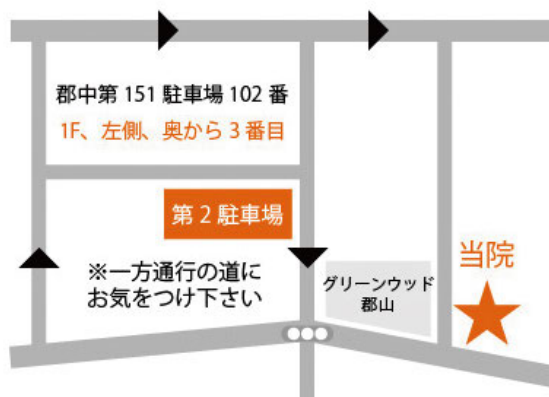 郡中第 151 駐車場 102 番
1F、左側、奥から 3 番目
第 2 駐車場
※一方通行の道に
お気をつけ下さい
グリーンウッド
郡山
当院